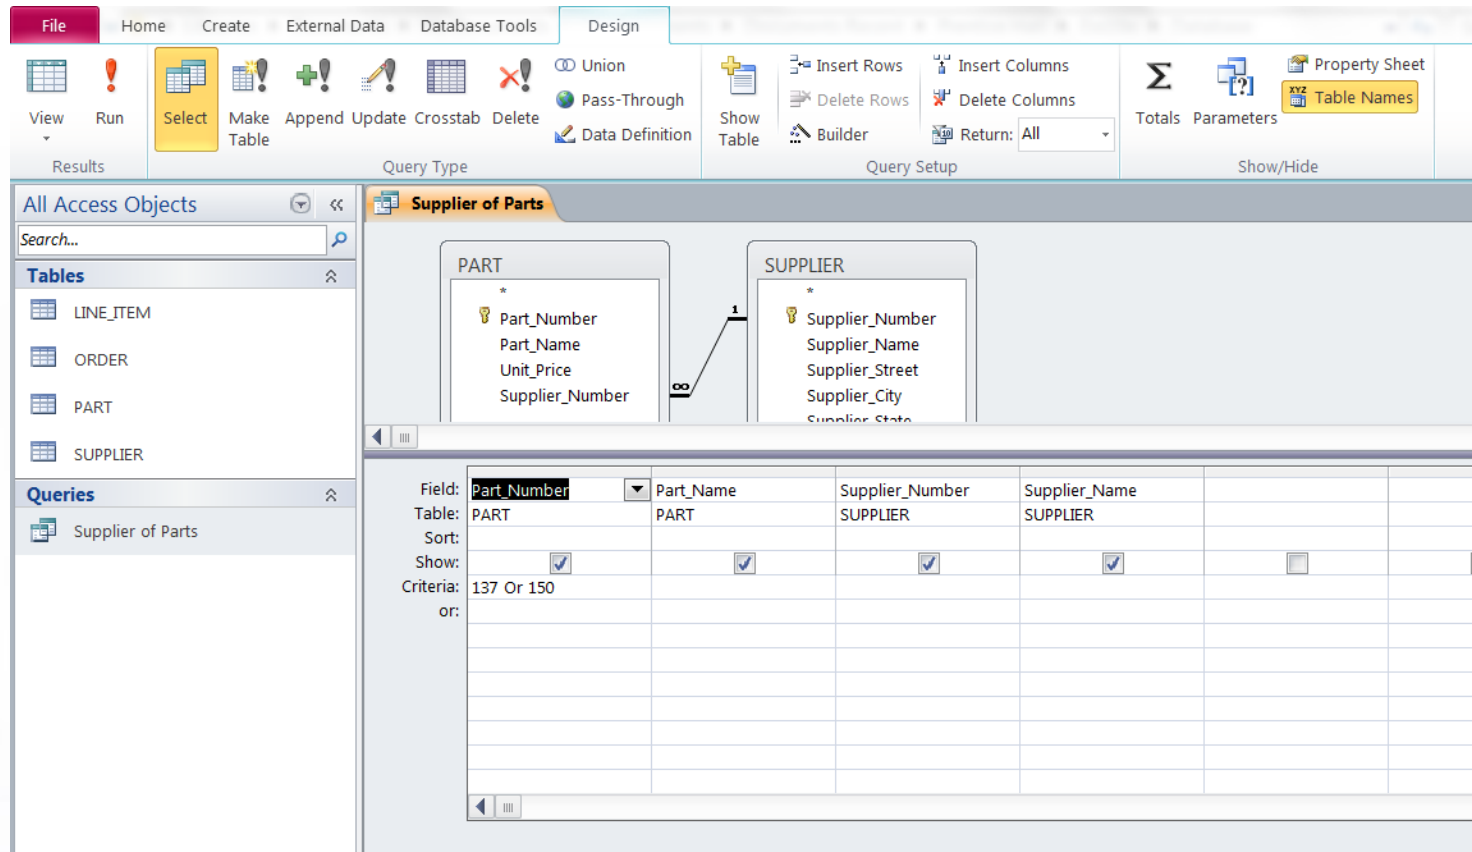 File Home Create External Data Database Tools Design
View Run Select Make Table Append Update Crosstab Delete
Union
Pass-Through
Data Definition
Show Table
Insert Rows
Delete Rows
Builder
Insert Columns
Delete Columns
Return: All
Totals Parameters
Property Sheet
Table Names
Results Query Type Query Setup Show/Hide
All Access Objects
Search...
Tables
LINE_ITEM
ORDER
PART
SUPPLIER
Queries
Supplier of Parts
Supplier of Parts
PART
*
Part_Number
Part_Name
Unit_Price
Supplier_Number
∞
1
SUPPLIER
*
Supplier_Number
Supplier_Name
Supplier_Street
Supplier_City
Supplier_State
Field: Part_Number Part_Name Supplier_Number Supplier_Name
Table: PART PART SUPPLIER SUPPLIER
Sort:
Show:
Criteria: 137 Or 150
or: